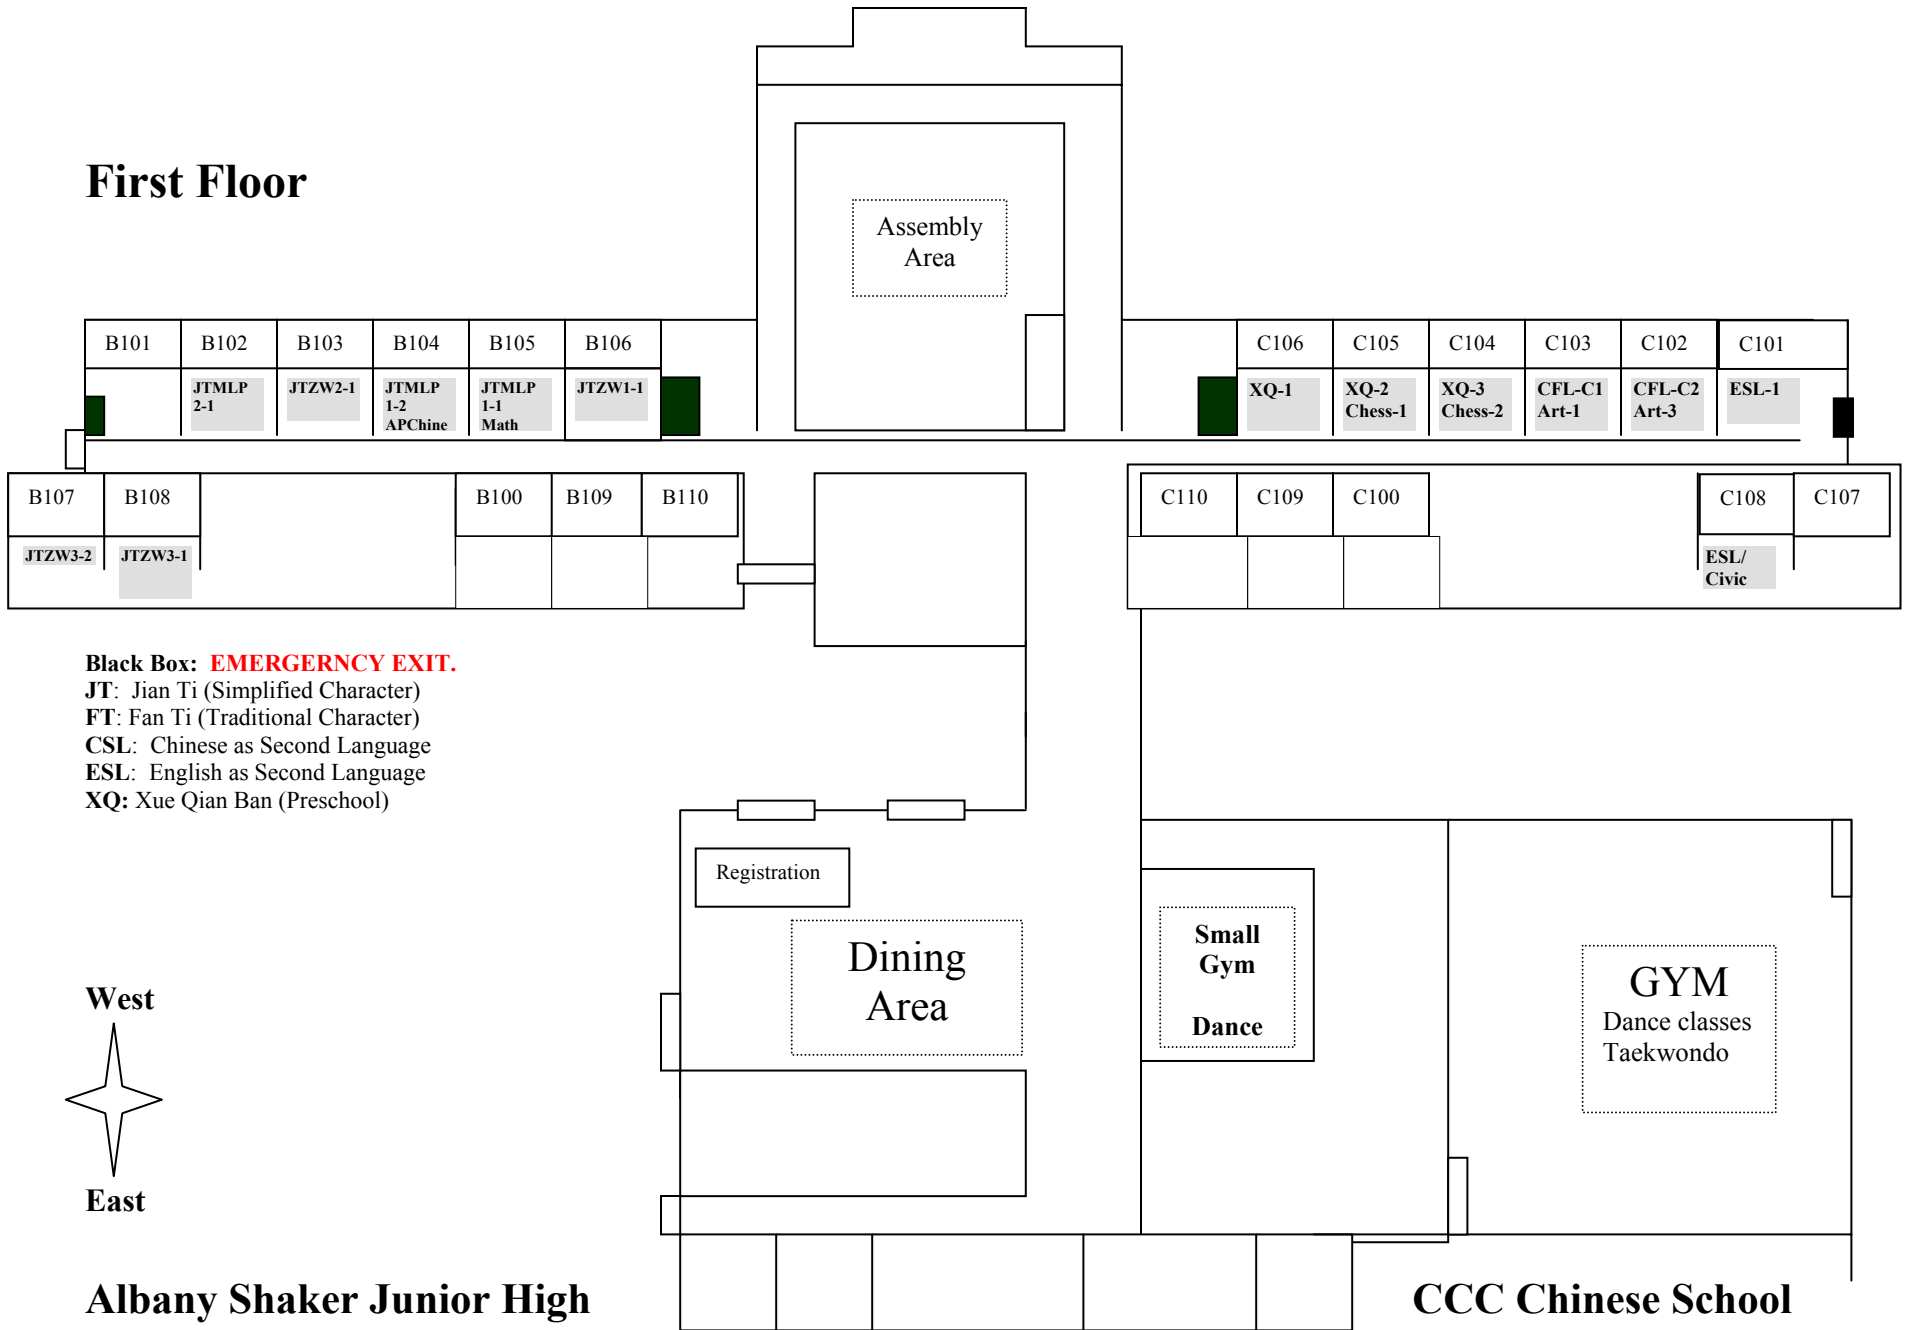 First Floor
Assembly
Area
B101 B102 B103 B104 B105 B106
C106 C105 C104 C103 C102 C101
JTMLP
2-1
JTZW2-1
JTMLP
1-2
APChine
JTMLP
1-1
Math
JTZW1-1
XQ-1
XQ-2
Chess-1
XQ-3
Chess-2
CFL-C1
Art-1
CFL-C2
Art-3
ESL-1
B107 B108 B100 B109 B110
C110 C109 C100 C108 C107
JTZW3-2
JTZW3-1
ESL/
Civic
Black Box: EMERGERNCY EXIT.
JT: Jian Ti (Simplified Character)
FT: Fan Ti (Traditional Character)
CSL: Chinese as Second Language
ESL: English as Second Language
XQ: Xue Qian Ban (Preschool)
Registration
Dining
Area
Small
Gym
Dance
GYM
Dance classes
Taekwondo
West
East
Albany Shaker Junior High
CCC Chinese School